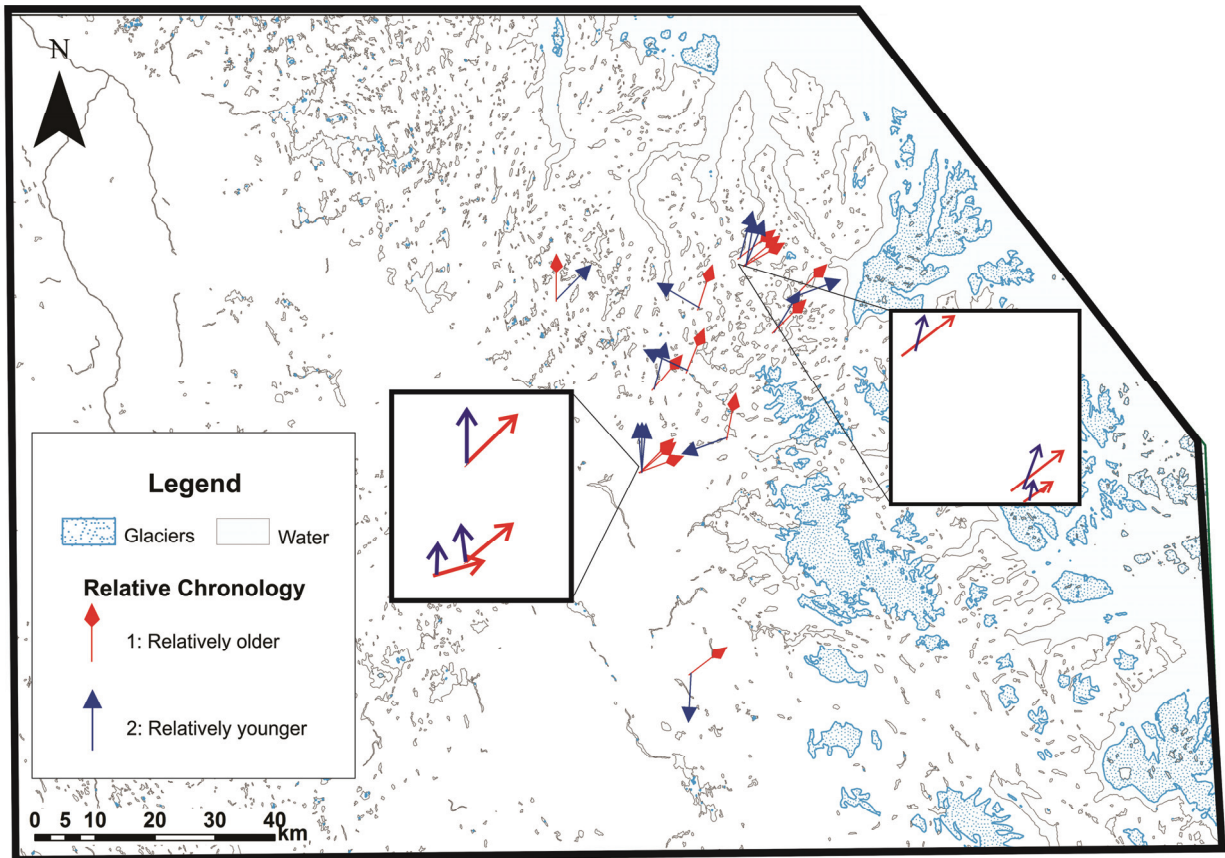 N
Legend
Glaciers
Water
Relative Chronology
1: Relatively older
2: Relatively younger
0 5 10 20 30 40
km